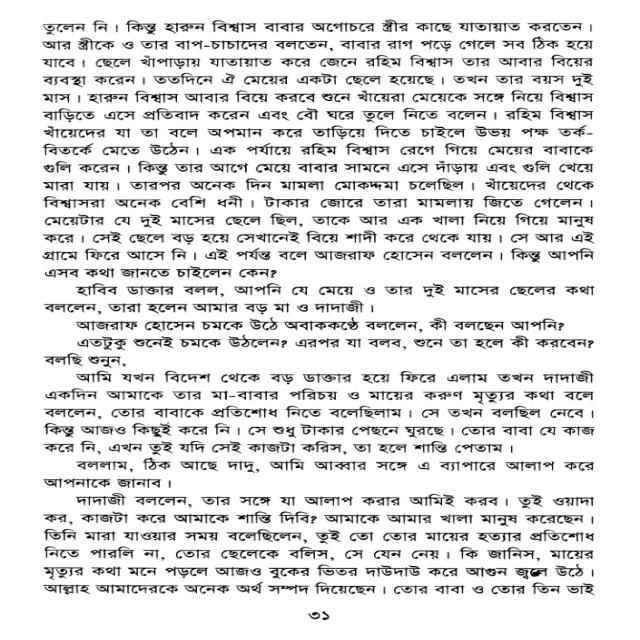 তুলেন নি। কিন্তু হারুন বিশ্বাস বাবার অগোচরে স্ত্রীর কাছে যাতায়াত করতেন।
আর স্ত্রীকে ও তার বাপ-চাচাদের বলতেন, বাবার রাগ পড়ে গেলে সব ঠিক হয়ে
যাবে। ছেলে খাঁপাড়ায় যাতায়াত করে জেনে রহিম বিশ্বাস তার আবার বিয়ের
ব্যবস্থা করেন। ততদিনে ঐ মেয়ের একটা ছেলে হয়েছে। তখন তার বয়স দুই
মাস। হারুন বিশ্বাস আবার বিয়ে করবে শুনে খাঁয়েরা মেয়েকে সঙ্গে নিয়ে বিশ্বাস
বাড়িতে এসে প্রতিবাদ করেন এবং বৌ ঘরে তুলে নিতে বলেন। রহিম বিশ্বাস
খাঁয়েদের যা তা বলে অপমান করে তাড়িয়ে দিতে চাইলে উভয় পক্ষ তর্ক-
বিতর্কে মেতে উঠেন। এক পর্যায়ে রহিম বিশ্বাস রেগে গিয়ে মেয়ের বাবাকে
গুলি করেন। কিন্তু তার আগে মেয়ে বাবার সামনে এসে দাঁড়ায় এবং গুলি খেয়ে
মারা যায়। তারপর অনেক দিন মামলা মোকদ্দমা চলেছিল। খাঁয়েদের থেকে
বিশ্বাসরা অনেক বেশি ধনী। টাকার জোরে তারা মামলায় জিতে গেলেন।
মেয়েটার যে দুই মাসের ছেলে ছিল, তাকে আর এক খালা নিয়ে গিয়ে মানুষ
করে। সেই ছেলে বড় হয়ে সেখানেই বিয়ে শাদী করে থেকে যায়। সে আর এই
গ্রামে ফিরে আসে নি। এই পর্যন্ত বলে আজরাফ হোসেন বললেন। কিন্তু আপনি
এসব কথা জানতে চাইলেন কেন?
হাবিব ডাক্তার বলল, আপনি যে মেয়ে ও তার দুই মাসের ছেলের কথা
বললেন, তারা হলেন আমার বড় মা ও দাদাজী।
আজরাফ হোসেন চমকে উঠে অবাককণ্ঠে বললেন, কী বলছেন আপনি?
এতটুকু শুনেই চমকে উঠলেন? এরপর যা বলব, শুনে তা হলে কী করবেন?
বলছি শুনুন,
আমি যখন বিদেশ থেকে বড় ডাক্তার হয়ে ফিরে এলাম তখন দাদাজী
একদিন আমাকে তার মা-বাবার পরিচয় ও মায়ের করুণ মৃত্যুর কথা বলে
বললেন, তোর বাবাকে প্রতিশোধ নিতে বলেছিলাম। সে তখন বলছিল নেবে।
কিন্তু আজও কিছুই করে নি। সে শুধু টাকার পেছনে ঘুরছে। তোর বাবা যে কাজ
করে নি, এখন তুই যদি সেই কাজটা করিস, তা হলে শান্তি পেতাম।
বললাম, ঠিক আছে দাদু, আমি আব্বার সঙ্গে এ ব্যাপারে আলাপ করে
আপনাকে জানাব।
দাদাজী বললেন, তার সঙ্গে যা আলাপ করার আমিই করব। তুই ওয়াদা
কর, কাজটা করে আমাকে শান্তি দিবি? আমাকে আমার খালা মানুষ করেছেন।
তিনি মারা যাওয়ার সময় বলেছিলেন, তুই তো তোর মায়ের হত্যার প্রতিশোধ
নিতে পারলি না, তোর ছেলেকে বলিস, সে যেন নেয়। কি জানিস, মায়ের
মৃত্যুর কথা মনে পড়লে আজও বুকের ভিতর দাউদাউ করে আগুন জ্বলে উঠে।
আল্লাহ আমাদেরকে অনেক অর্থ সম্পদ দিয়েছেন। তোর বাবা ও তোর তিন ভাই
৩১